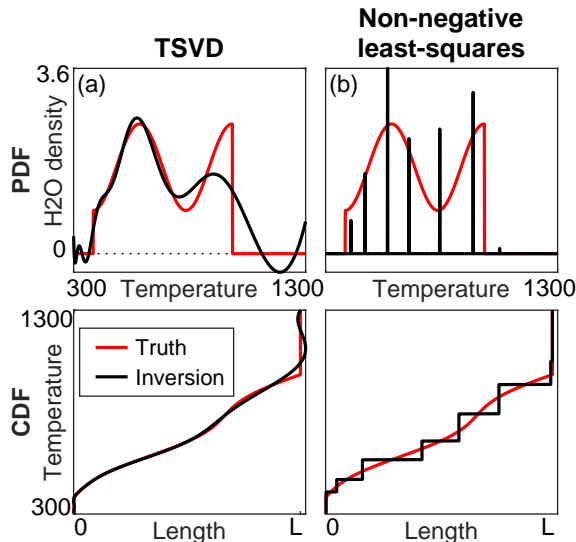 TSVD
Non-negative
least-squares
PDF
H2O density
3.6
0
(a)
(b)
300
Temperature
1300
Temperature
1300
CDF
Temperature
1300
300
Truth
Inversion
0
Length
L
0
Length
L